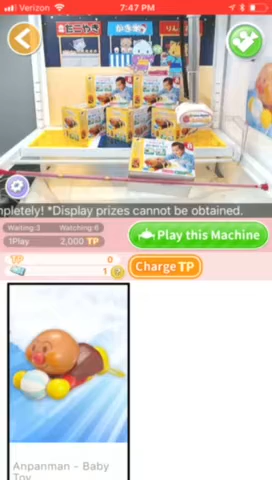 Verizon 7:47 PM
npletely! *Display prizes cannot be obtained.
Waiting:3 Watching:6
1Play 2,000 TP
Play this Machine
TP 0
1
Charge TP
Anpanman - Baby
Toy